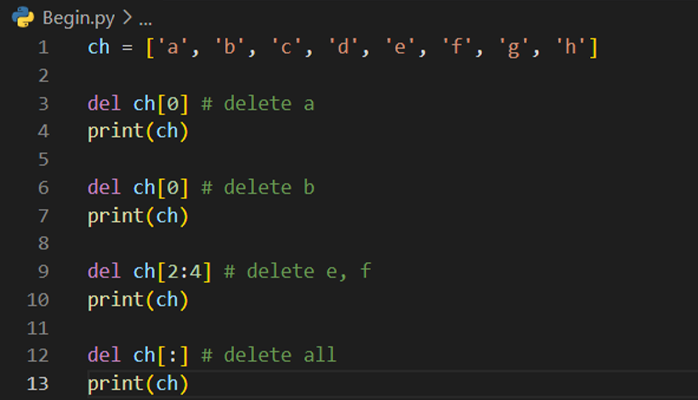 Begin.py > ...
1 ch = ['a', 'b', 'c', 'd', 'e', 'f', 'g', 'h']
2
3 del ch[0] # delete a
4 print(ch)
5
6 del ch[0] # delete b
7 print(ch)
8
9 del ch[2:4] # delete e, f
10 print(ch)
11
12 del ch[:] # delete all
13 print(ch)